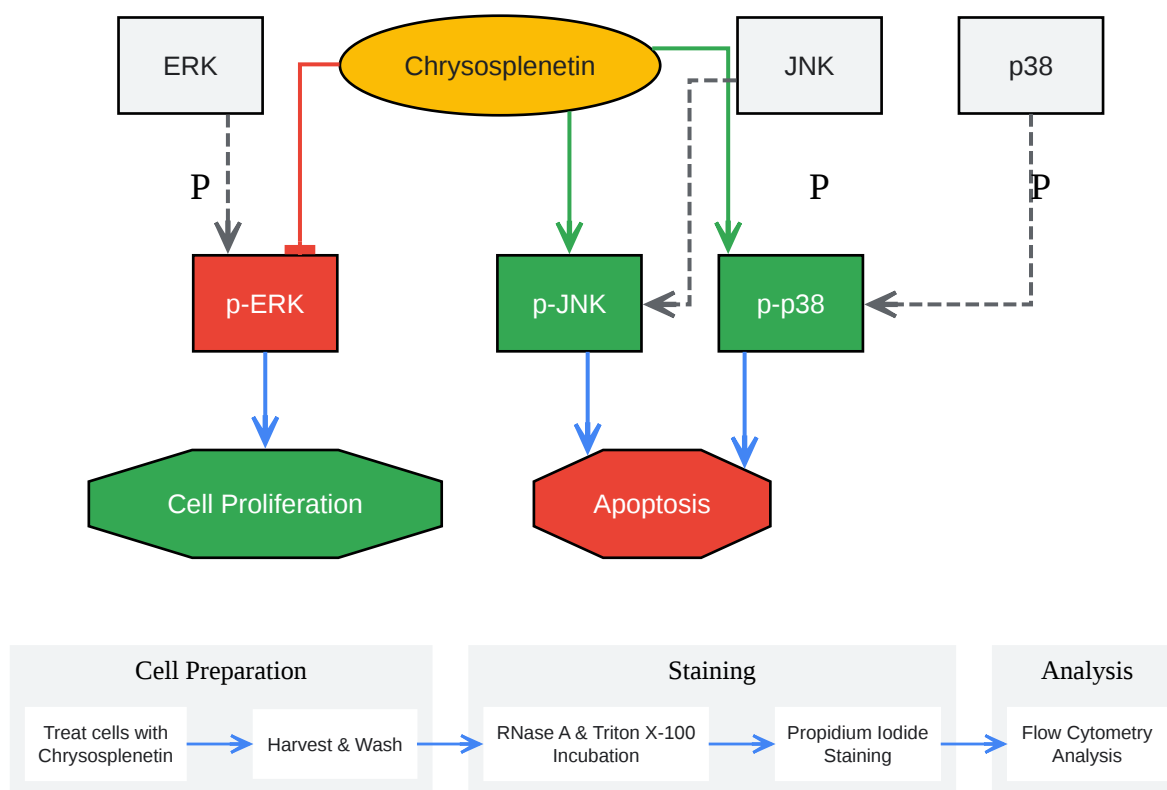 ERK
Chrysosplenetin
JNK
p38
P
P
P
p-ERK
p-JNK
p-p38
Cell Proliferation
Apoptosis
Cell Preparation
Staining
Analysis
Treat cells with
Chrysosplenetin
Harvest & Wash
RNase A & Triton X-100
Incubation
Propidium Iodide
Staining
Flow Cytometry
Analysis